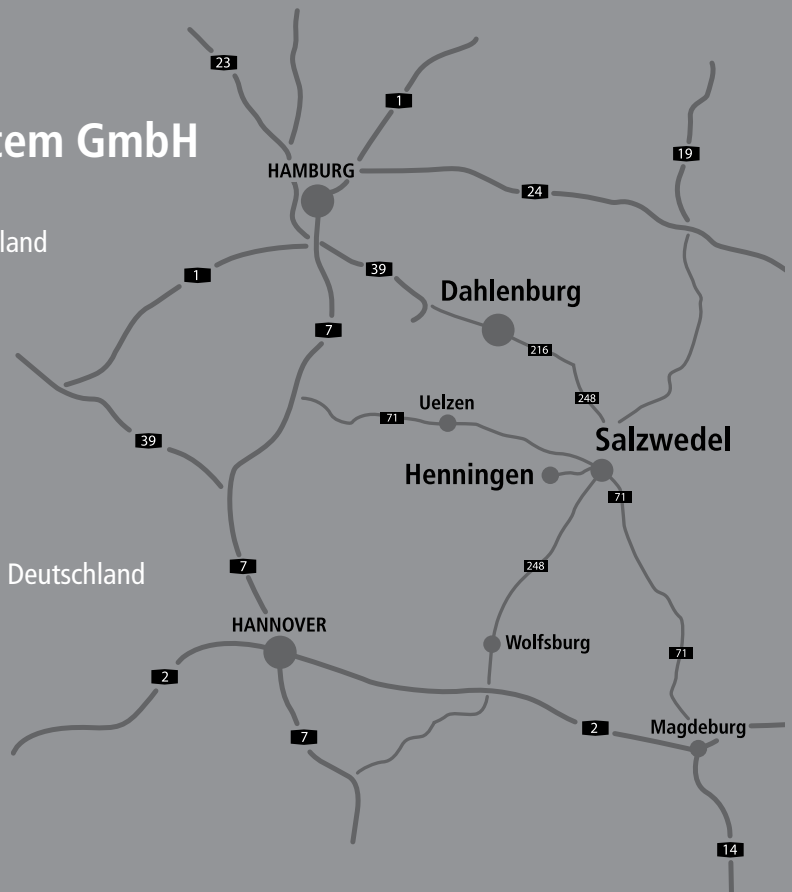 23
1
tem GmbH
19
HAMBURG
24
land
39
1
Dahlenburg
7
216
248
Uelzen
71
Salzwedel
39
Henningen
71
248
7
Deutschland
HANNOVER
Wolfsburg
71
2
2
Magdeburg
7
14